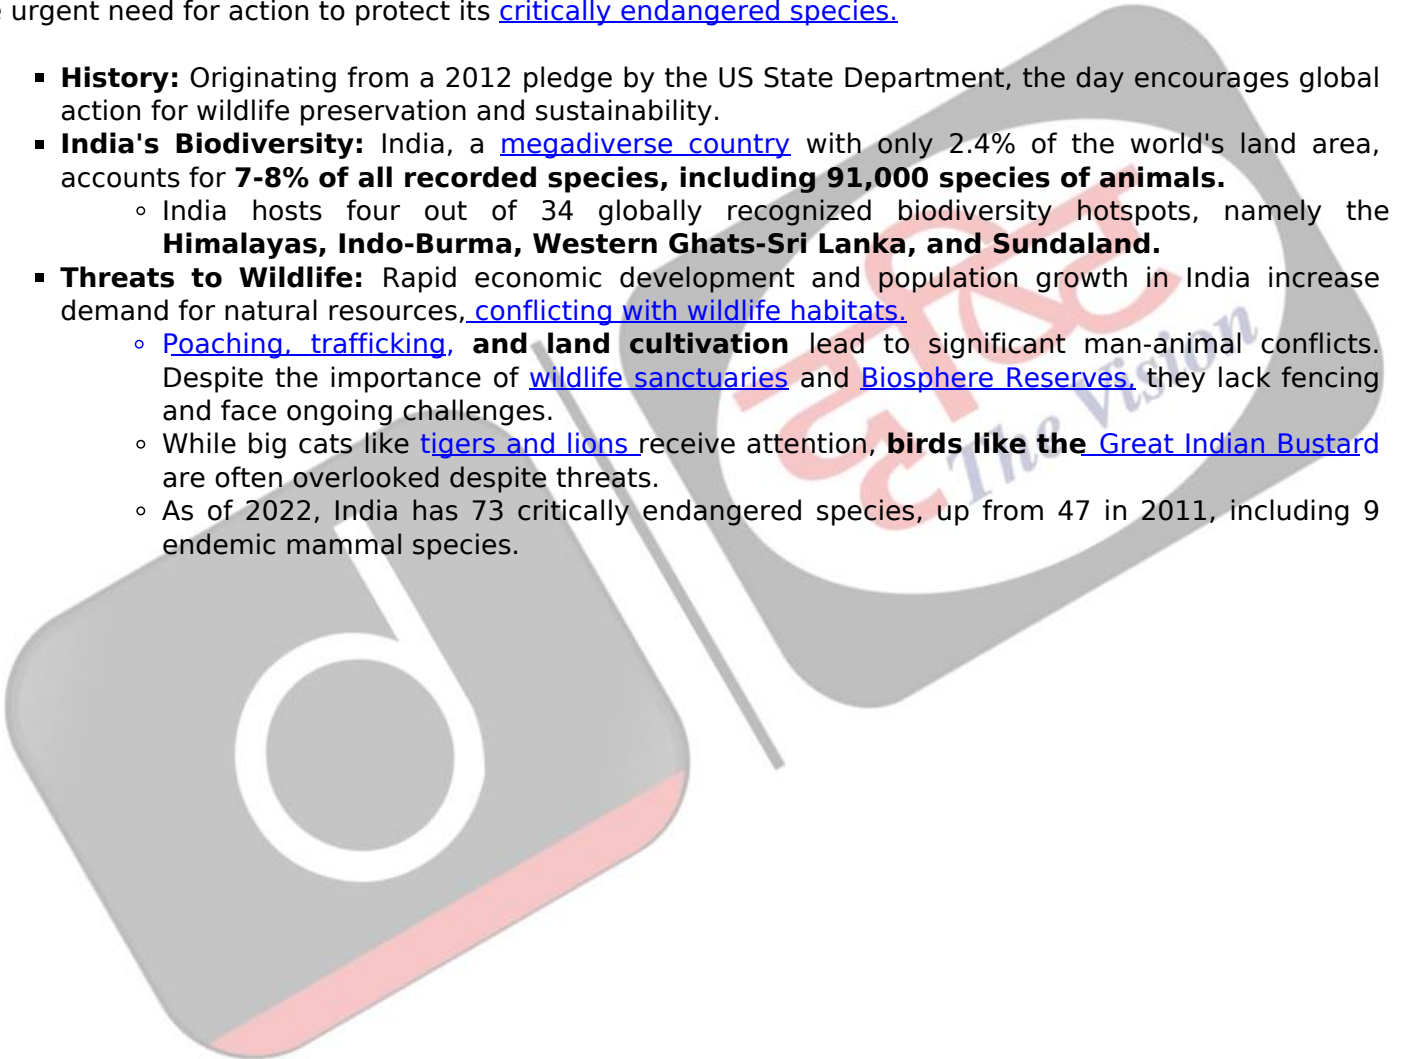 urgent need for action to protect its critically endangered species.
▪ History: Originating from a 2012 pledge by the US State Department, the day encourages global
action for wildlife preservation and sustainability.
▪ India's Biodiversity: India, a megadiverse country with only 2.4% of the world's land area,
accounts for 7-8% of all recorded species, including 91,000 species of animals.
◦ India hosts four out of 34 globally recognized biodiversity hotspots, namely the
Himalayas, Indo-Burma, Western Ghats-Sri Lanka, and Sundaland.
▪ Threats to Wildlife: Rapid economic development and population growth in India increase
demand for natural resources, conflicting with wildlife habitats.
◦ Poaching, trafficking, and land cultivation lead to significant man-animal conflicts.
Despite the importance of wildlife sanctuaries and Biosphere Reserves, they lack fencing
and face ongoing challenges.
◦ While big cats like tigers and lions receive attention, birds like the Great Indian Bustard
are often overlooked despite threats.
◦ As of 2022, India has 73 critically endangered species, up from 47 in 2011, including 9
endemic mammal species.
दृष्टि
The Vision